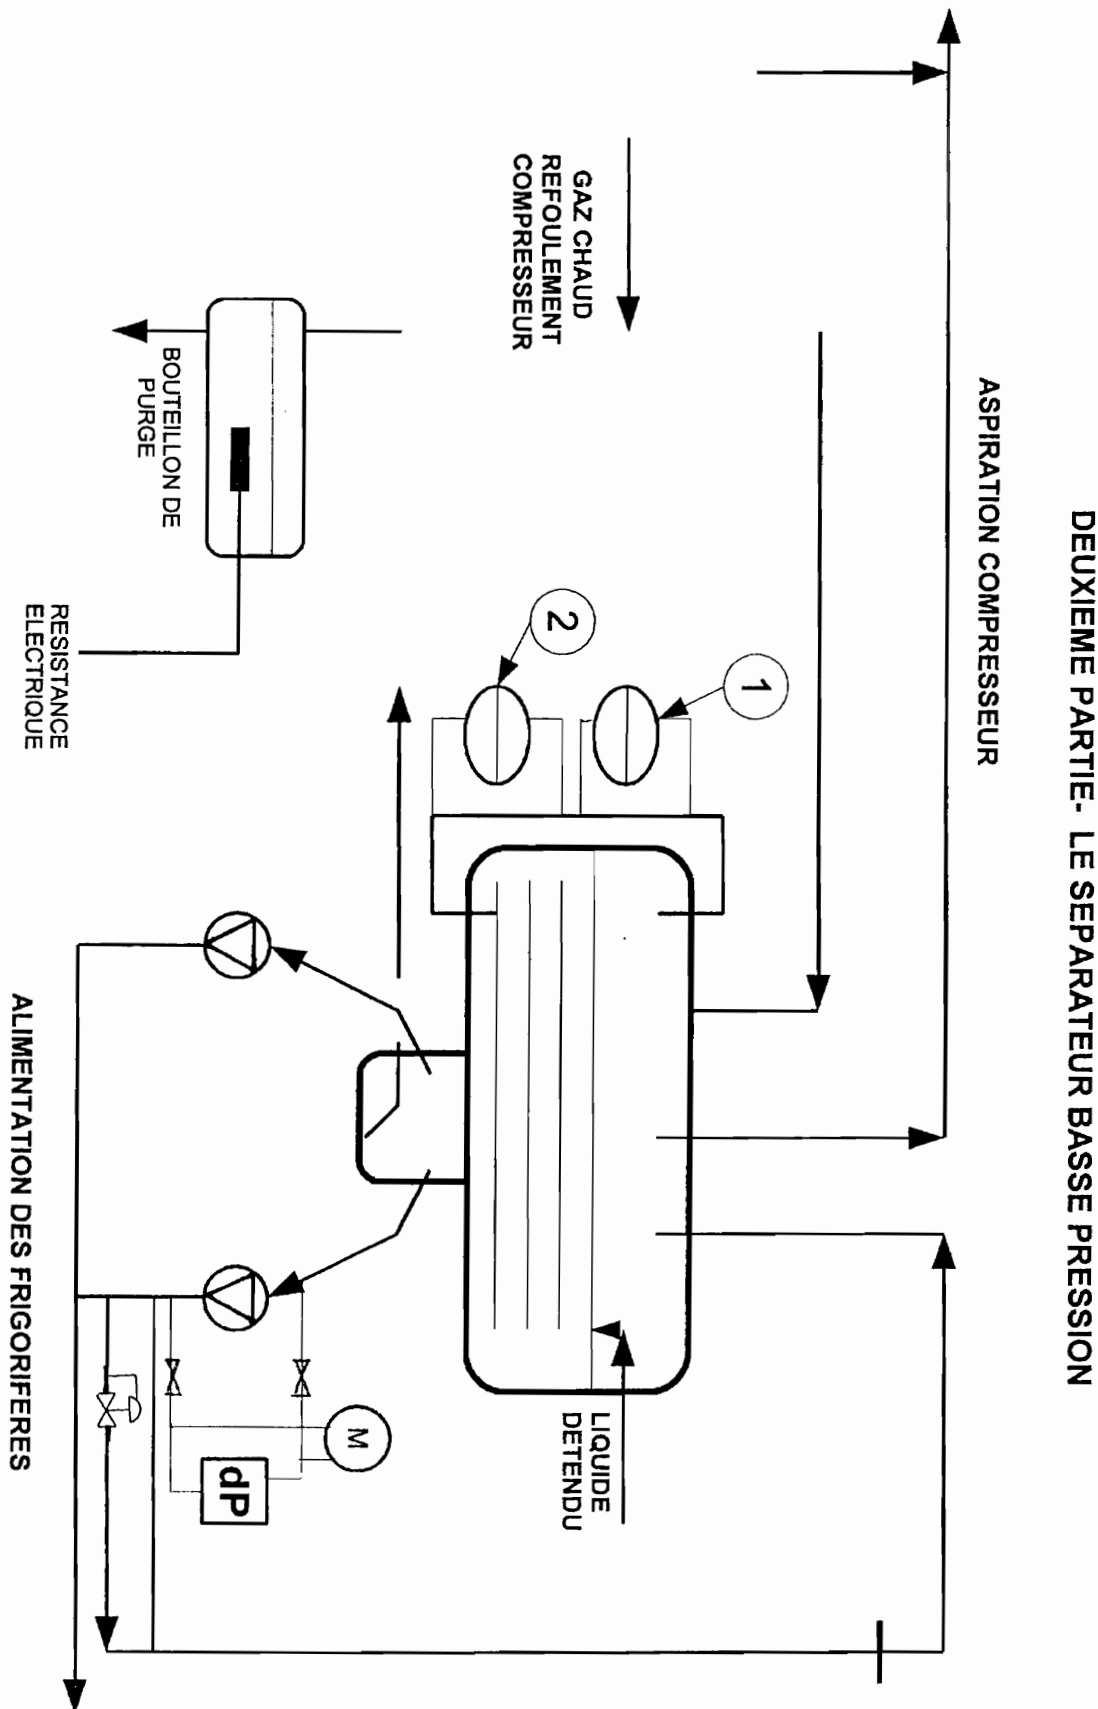 DEUXIEME PARTIE- LE SEPARATEUR BASSE PRESSION
ASPIRATION COMPRESSEUR
GAZ CHAUD
REFOULEMENT
COMPRESSEUR
1
2
LIQUIDE
DETENDU
M
dP
BOUTEILLON DE
PURGE
RESISTANCE
ELECTRIQUE
ALIMENTATION DES FRIGORIFERES